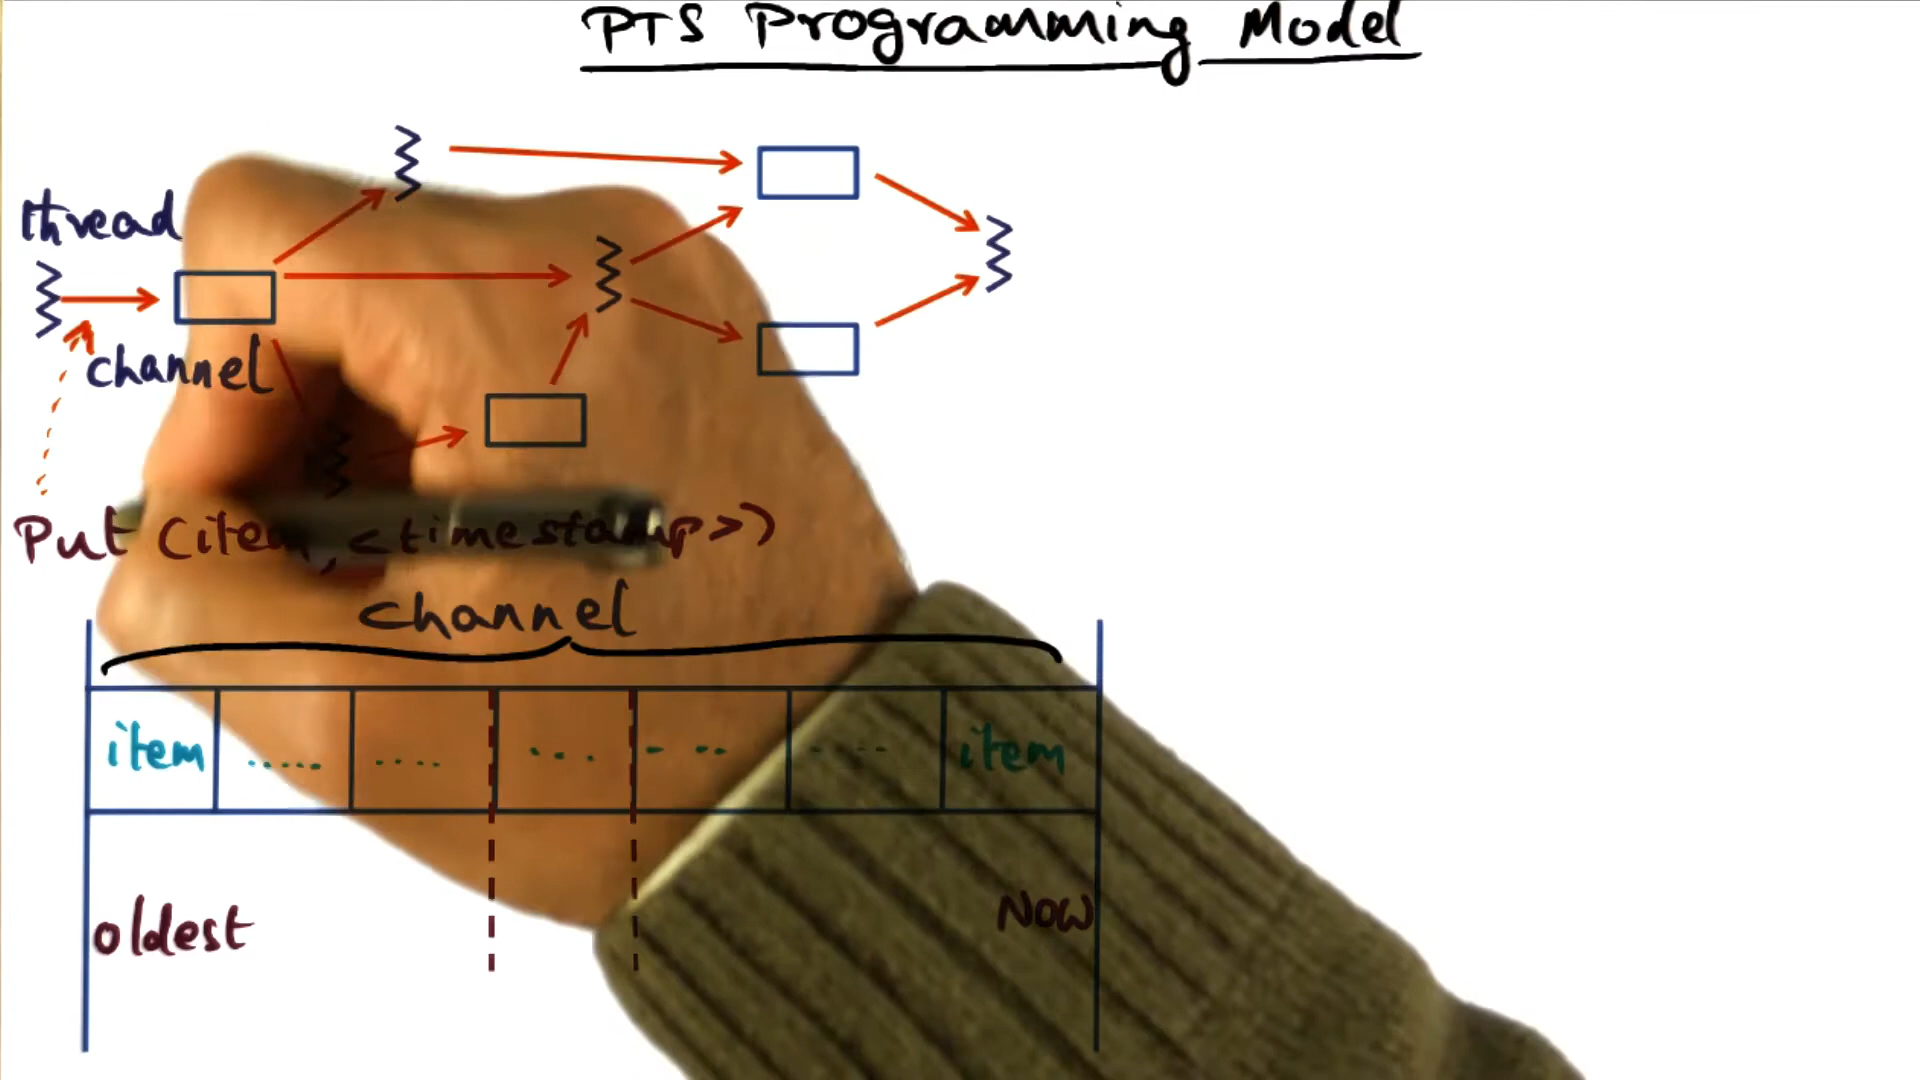 PTS Programming Model
thread
channel
Put (item, <timestamp>)
channel
item ..... .... ... - -- ..... item
oldest
Now